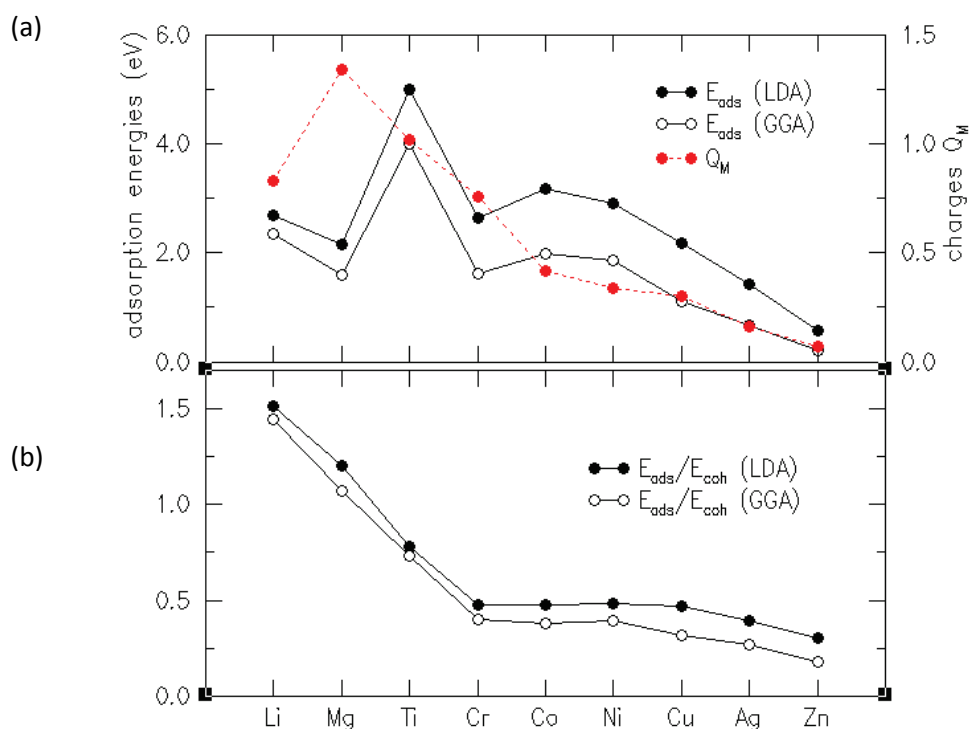 (a)
adsorption energies (eV)
6.0
4.0
2.0
0.0
E_ads (LDA)
E_ads (GGA)
Q_M
1.5
1.0
0.5
0.0
charges Q_M
(b)
1.5
1.0
0.5
0.0
E_ads/E_coh (LDA)
E_ads/E_coh (GGA)
Li Mg Ti Cr Co Ni Cu Ag Zn